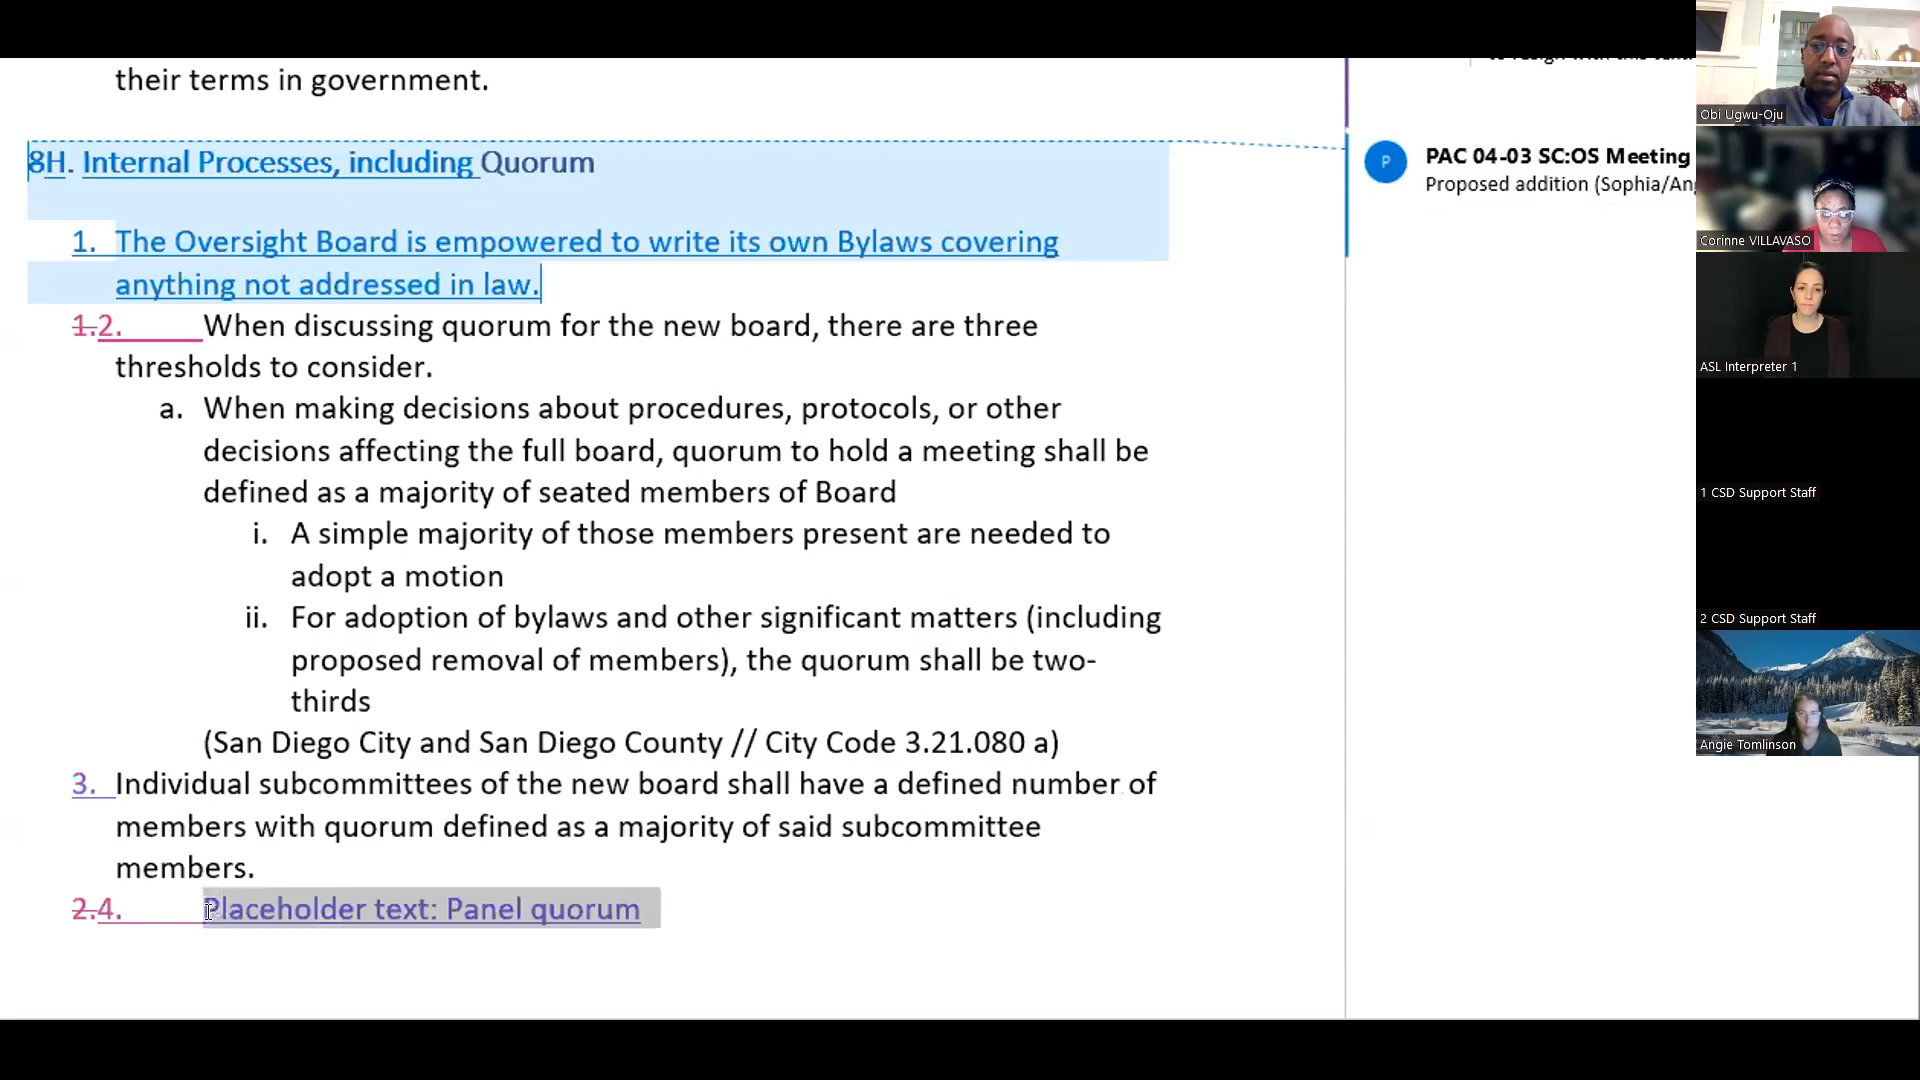 their terms in government.
8H. Internal Processes, including Quorum
1. The Oversight Board is empowered to write its own Bylaws covering
anything not addressed in law.
1.2. When discussing quorum for the new board, there are three
thresholds to consider.
a. When making decisions about procedures, protocols, or other
decisions affecting the full board, quorum to hold a meeting shall be
defined as a majority of seated members of Board
i. A simple majority of those members present are needed to
adopt a motion
ii. For adoption of bylaws and other significant matters (including
proposed removal of members), the quorum shall be two-
thirds
(San Diego City and San Diego County // City Code 3.21.080 a)
3. Individual subcommittees of the new board shall have a defined number of
members with quorum defined as a majority of said subcommittee
members.
2.4. Placeholder text: Panel quorum
P
PAC 04-03 SC:OS Meeting
Proposed addition (Sophia/An
Obi Ugwu-Oju
Corinne VILLAVASO
ASL Interpreter 1
1 CSD Support Staff
2 CSD Support Staff
Angie Tomlinson